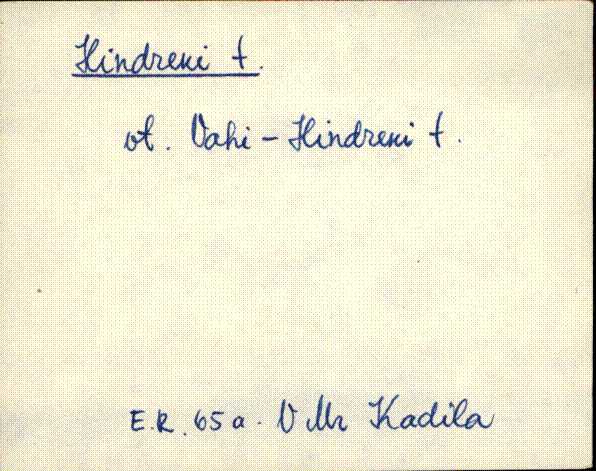 Hindreni t.
vt. Vahi - Hindreni t.
E.R. 65 a. V Mr Kadila